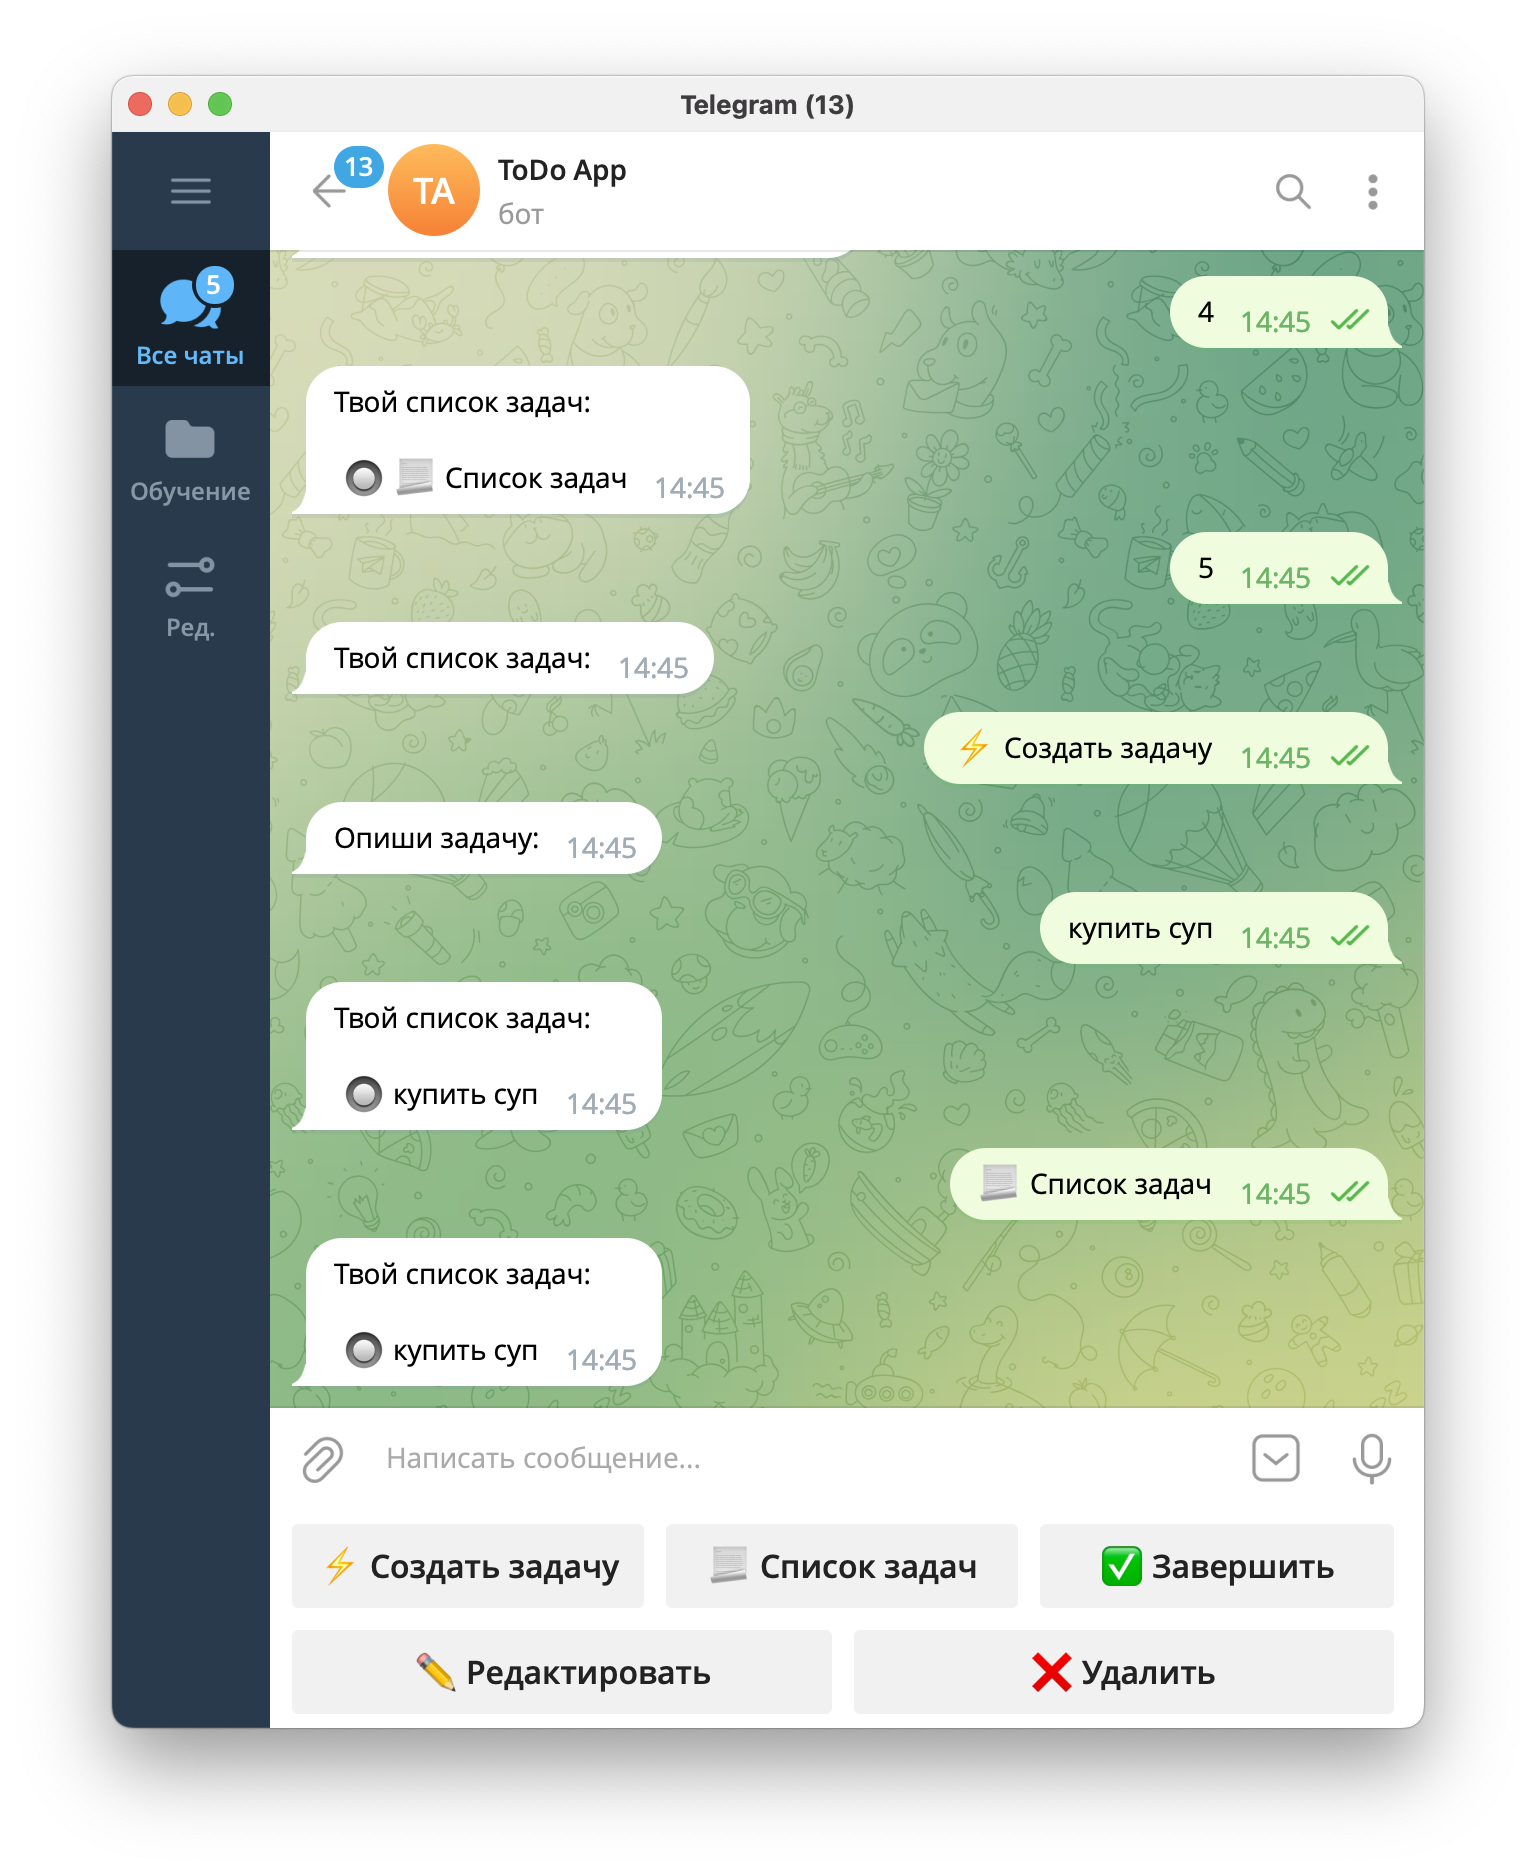 Telegram (13)
13
TA
ToDo App
бот
5
Все чаты
Обучение
Ред.
4 14:45
Твой список задач:
🔘 📜 Список задач 14:45
5 14:45
Твой список задач: 14:45
⚡ Создать задачу 14:45
Опиши задачу: 14:45
купить суп 14:45
Твой список задач:
🔘 купить суп 14:45
📜 Список задач 14:45
Твой список задач:
🔘 купить суп 14:45
Написать сообщение...
⚡ Создать задачу
📜 Список задач
✅ Завершить
✏️ Редактировать
❌ Удалить